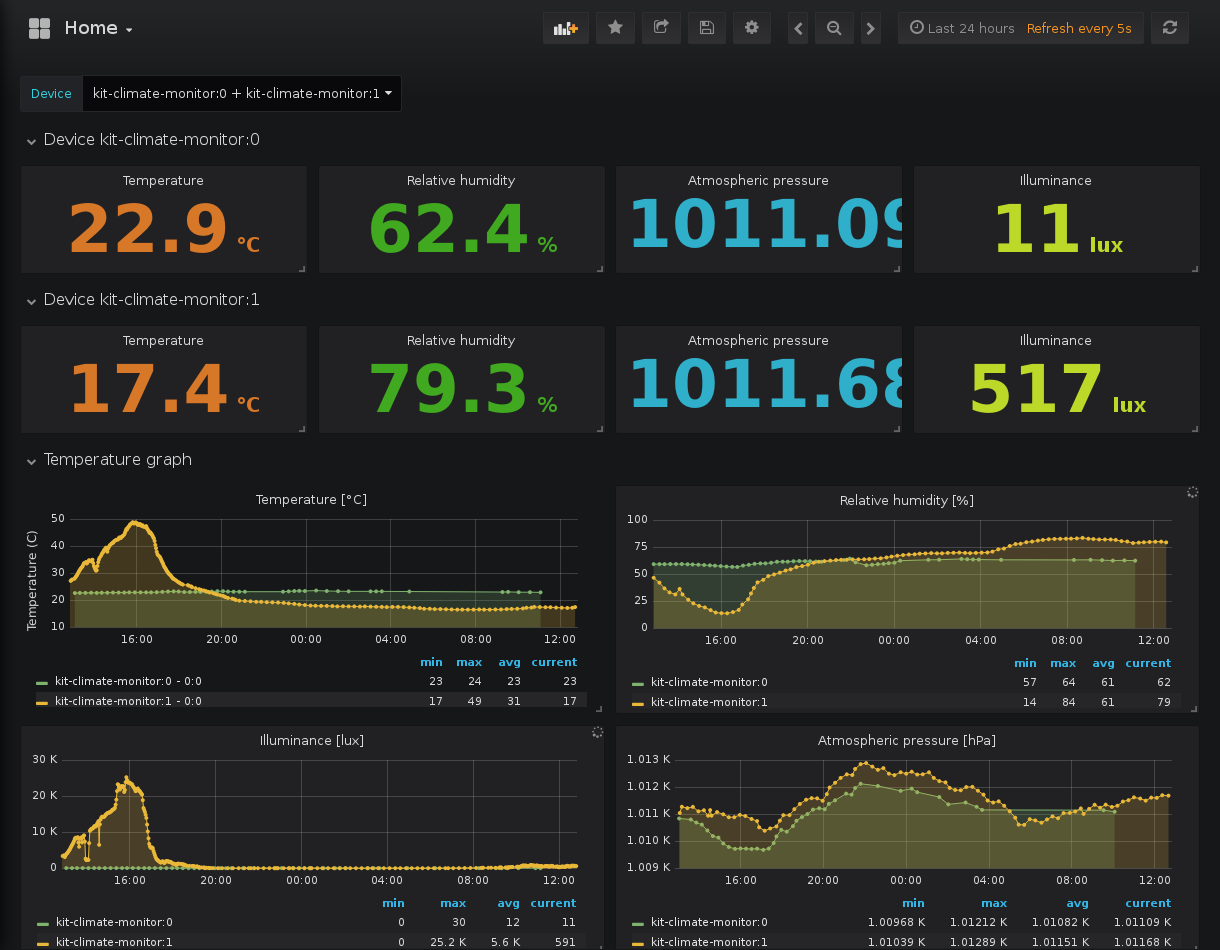 Home
Last 24 hours Refresh every 5s
Device kit-climate-monitor:0 + kit-climate-monitor:1
Device kit-climate-monitor:0
Temperature Relative humidity Atmospheric pressure Illuminance
22.9 °C 62.4 % 1011.09 11 lux
Device kit-climate-monitor:1
Temperature Relative humidity Atmospheric pressure Illuminance
17.4 °C 79.3 % 1011.68 517 lux
Temperature graph
Temperature [°C]
Temperature (C)
50
40
30
20
10
16:00 20:00 00:00 04:00 08:00 12:00
min max avg current
kit-climate-monitor:0 - 0:0 23 24 23 23
kit-climate-monitor:1 - 0:0 17 49 31 17
Relative humidity [%]
100
75
50
25
0
16:00 20:00 00:00 04:00 08:00 12:00
min max avg current
kit-climate-monitor:0 57 64 61 62
kit-climate-monitor:1 14 84 61 79
Illuminance [lux]
30 K
20 K
10 K
0
16:00 20:00 00:00 04:00 08:00 12:00
min max avg current
kit-climate-monitor:0 0 30 12 11
kit-climate-monitor:1 0 25.2 K 5.6 K 591
Atmospheric pressure [hPa]
1.013 K
1.012 K
1.011 K
1.010 K
1.009 K
16:00 20:00 00:00 04:00 08:00 12:00
min max avg current
kit-climate-monitor:0 1.00968 K 1.01212 K 1.01082 K 1.01109 K
kit-climate-monitor:1 1.01039 K 1.01289 K 1.01151 K 1.01168 K